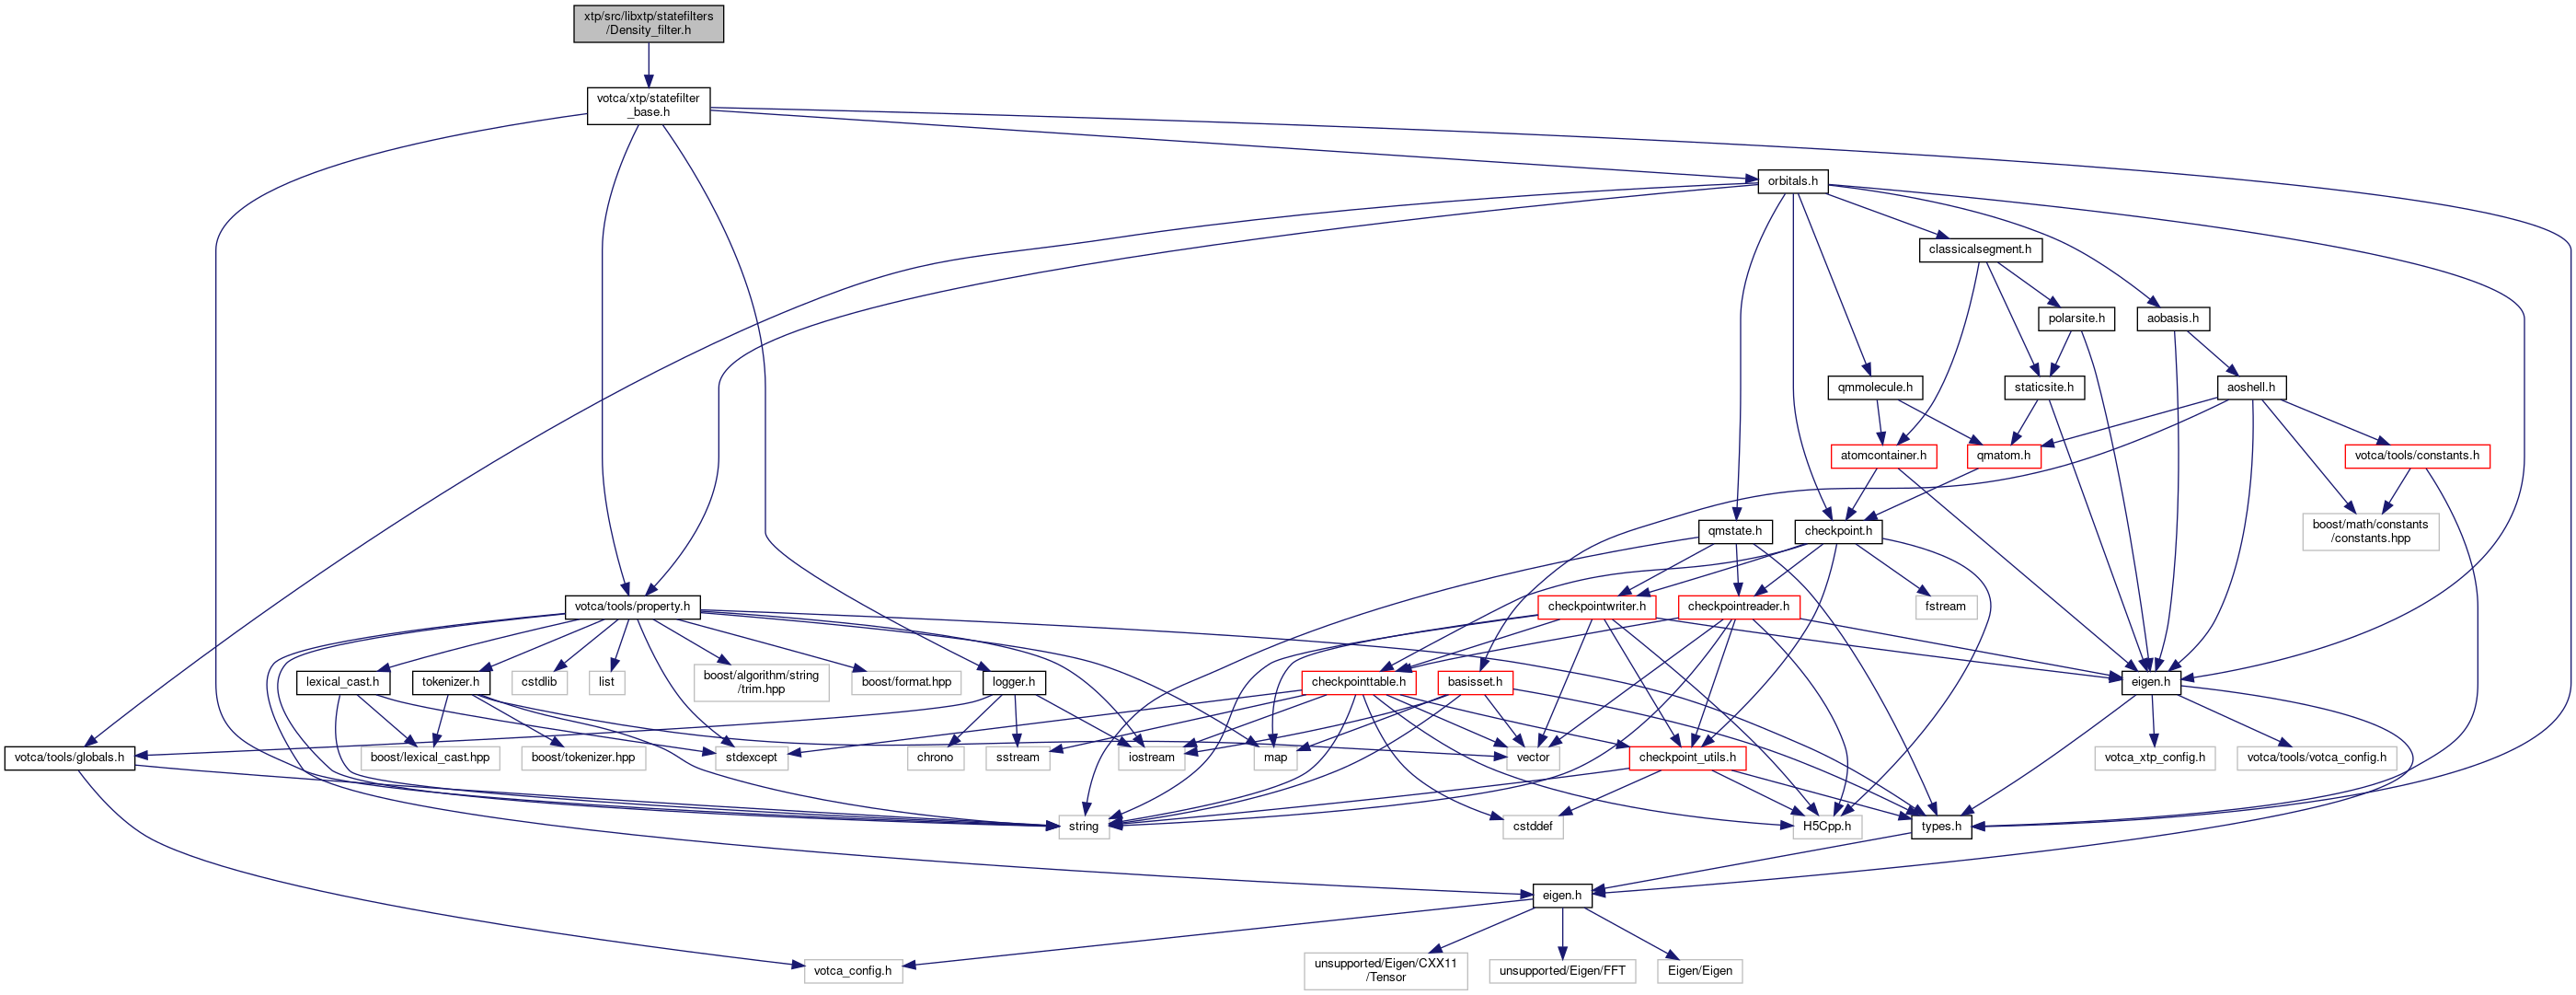 xtp/src/libxtp/statefilters
/Density_filter.h
votca/xtp/statefilter
_base.h
orbitals.h
classicalsegment.h
polarsite.h
aobasis.h
qmmolecule.h
staticsite.h
aoshell.h
atomcontainer.h
qmatom.h
votca/tools/constants.h
qmstate.h
checkpoint.h
boost/math/constants
/constants.hpp
votca/tools/property.h
checkpointwriter.h
checkpointreader.h
fstream
lexical_cast.h
tokenizer.h
cstdlib
list
boost/algorithm/string
/trim.hpp
boost/format.hpp
logger.h
checkpointtable.h
basisset.h
eigen.h
votca/tools/globals.h
boost/lexical_cast.hpp
boost/tokenizer.hpp
stdexcept
chrono
sstream
iostream
map
vector
checkpoint_utils.h
votca_xtp_config.h
votca/tools/votca_config.h
string
cstddef
H5Cpp.h
types.h
eigen.h
votca_config.h
unsupported/Eigen/CXX11
/Tensor
unsupported/Eigen/FFT
Eigen/Eigen